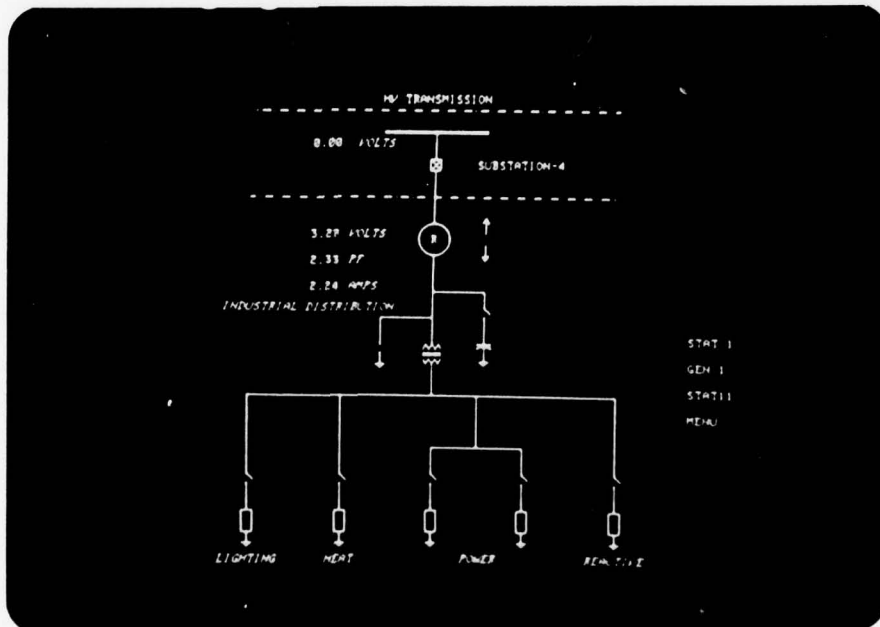 HV TRANSMISSION
0.00 VOLTS
SUBSTATION-4
3.27 VOLTS
R
2.33 PF
2.24 AMPS
INDUSTRIAL DISTRIBUTION
STAT 1
GEN 1
STAT11
MENU
LIGHTING HEAT POWER REACTIVE